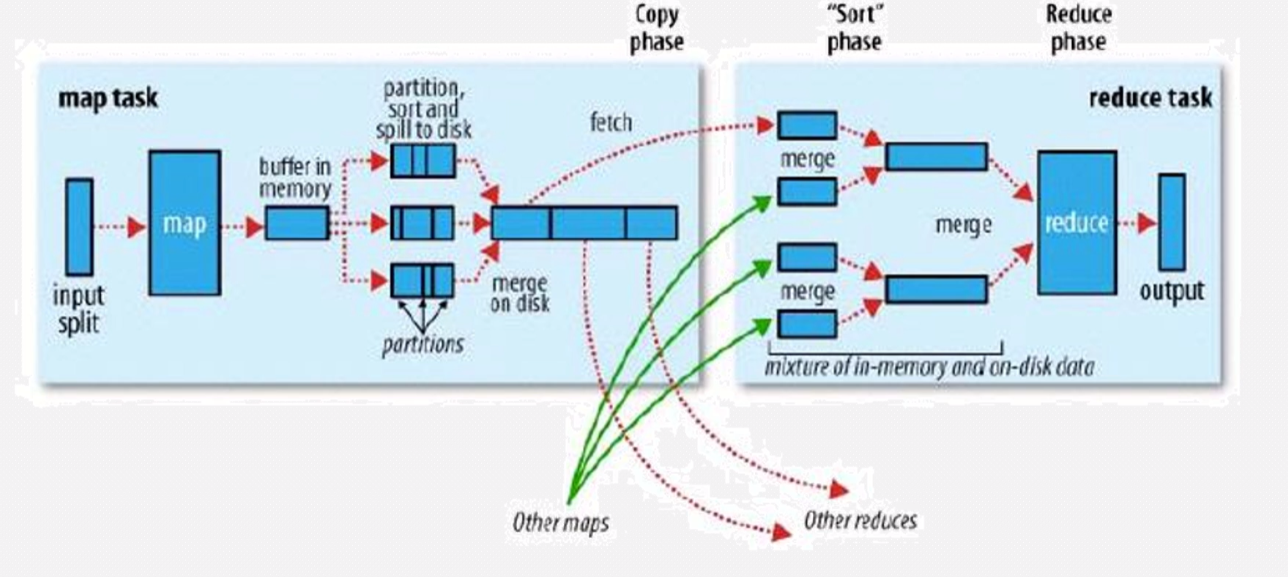 Copy
phase
"Sort"
phase
Reduce
phase
map task
partition,
sort and
spill to disk
fetch
buffer in
memory
map
input
split
merge
on disk
partitions
reduce task
merge
merge
merge
reduce
output
mixture of in-memory and on-disk data
Other maps
Other reduces